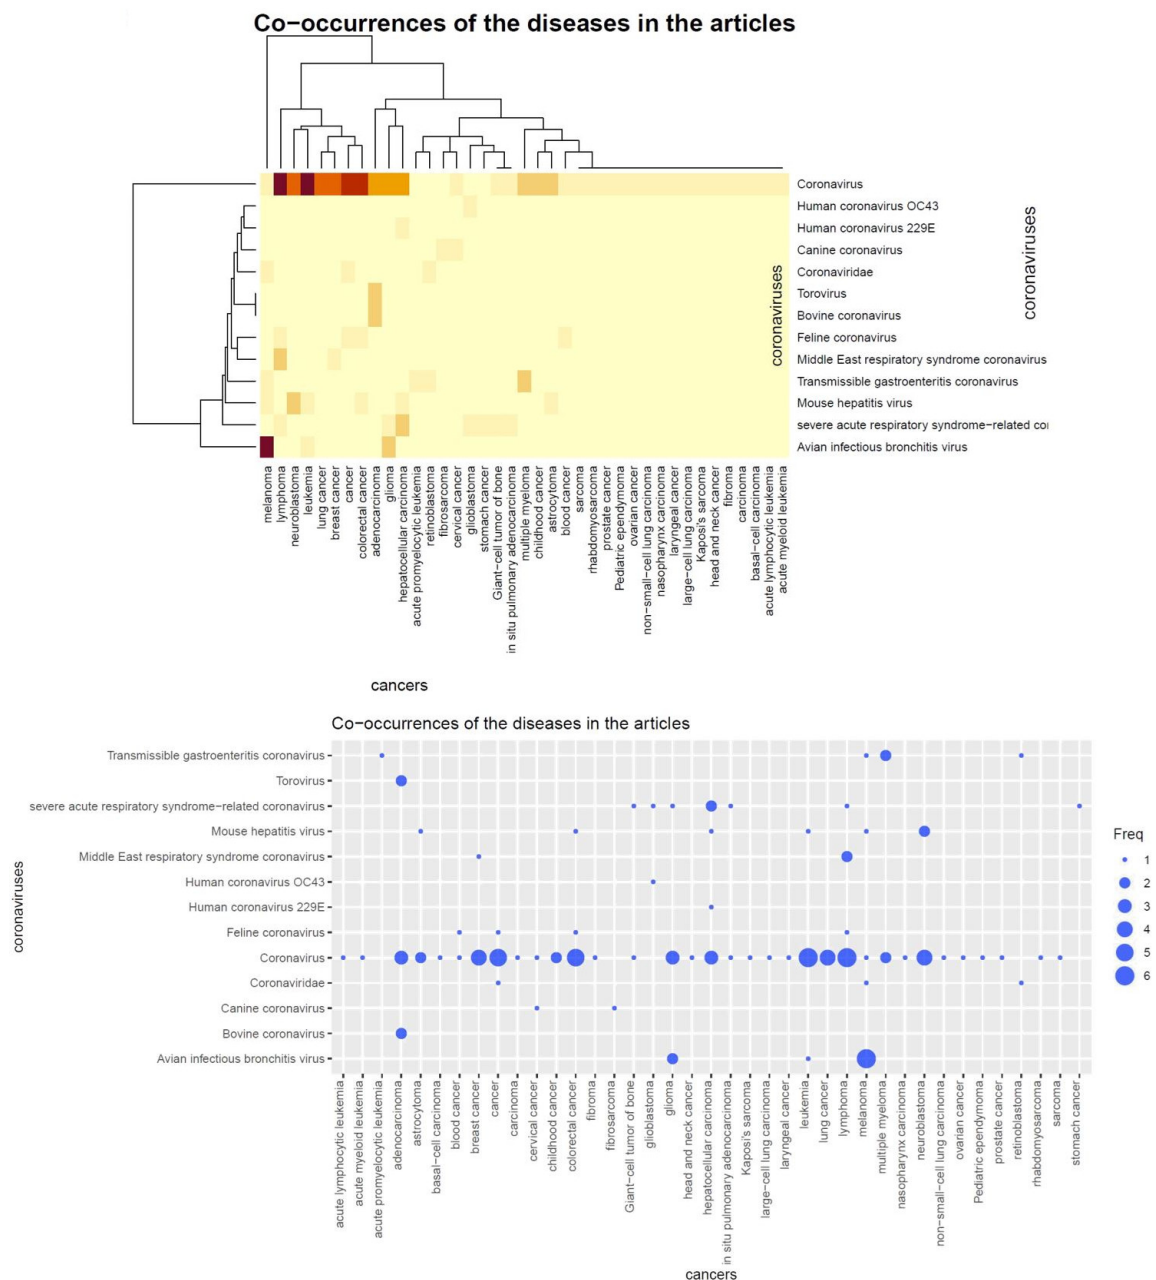 Co−occurrences of the diseases in the articles
Coronavirus
Human coronavirus OC43
Human coronavirus 229E
Canine coronavirus
Coronaviridae
Torovirus
Bovine coronavirus
Feline coronavirus
Middle East respiratory syndrome coronavirus
Transmissible gastroenteritis coronavirus
Mouse hepatitis virus
severe acute respiratory syndrome−related co
Avian infectious bronchitis virus
coronaviruses
coronaviruses
melanoma
lymphoma
neuroblastoma
leukemia
lung cancer
breast cancer
cancer
colorectal cancer
adenocarcinoma
glioma
hepatocellular carcinoma
acute promyelocytic leukemia
retinoblastoma
fibrosarcoma
cervical cancer
glioblastoma
stomach cancer
Giant−cell tumor of bone
in situ pulmonary adenocarcinoma
multiple myeloma
childhood cancer
astrocytoma
blood cancer
sarcoma
rhabdomyosarcoma
prostate cancer
Pediatric ependymoma
ovarian cancer
non−small−cell lung carcinoma
nasopharynx carcinoma
laryngeal cancer
large−cell lung carcinoma
Kaposi's sarcoma
head and neck cancer
fibroma
carcinoma
basal−cell carcinoma
acute lymphocytic leukemia
acute myeloid leukemia
cancers
Co−occurrences of the diseases in the articles
Transmissible gastroenteritis coronavirus
Torovirus
severe acute respiratory syndrome−related coronavirus
Mouse hepatitis virus
Middle East respiratory syndrome coronavirus
Human coronavirus OC43
Human coronavirus 229E
Feline coronavirus
Coronavirus
Coronaviridae
Canine coronavirus
Bovine coronavirus
Avian infectious bronchitis virus
coronaviruses
Freq
1
2
3
4
5
6
acute lymphocytic leukemia
acute myeloid leukemia
acute promyelocytic leukemia
adenocarcinoma
astrocytoma
basal−cell carcinoma
blood cancer
breast cancer
cancer
carcinoma
cervical cancer
childhood cancer
colorectal cancer
fibroma
fibrosarcoma
Giant−cell tumor of bone
glioblastoma
glioma
head and neck cancer
hepatocellular carcinoma
in situ pulmonary adenocarcinoma
Kaposi's sarcoma
large−cell lung carcinoma
laryngeal cancer
leukemia
lung cancer
lymphoma
melanoma
multiple myeloma
nasopharynx carcinoma
neuroblastoma
non−small−cell lung carcinoma
ovarian cancer
Pediatric ependymoma
prostate cancer
retinoblastoma
rhabdomyosarcoma
sarcoma
stomach cancer
cancers